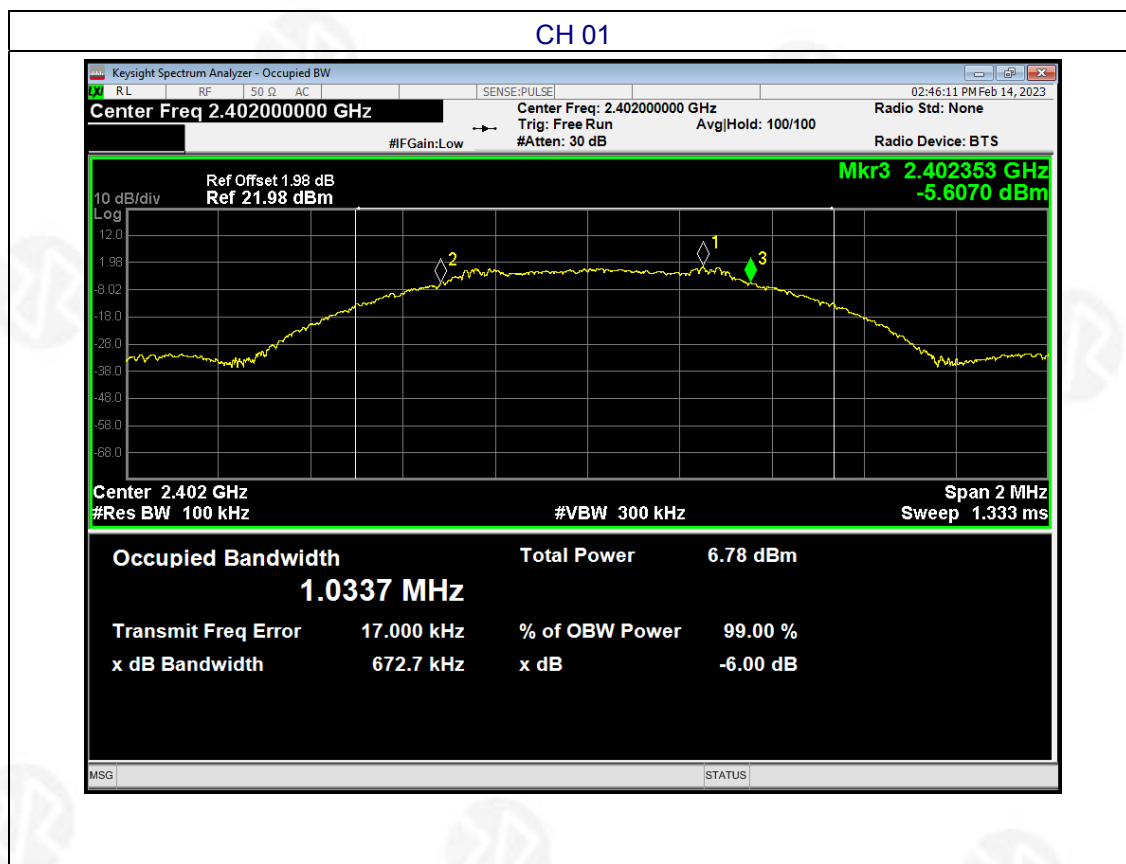 CH 01
Keysight Spectrum Analyzer - Occupied BW
LXI RL RF 50 Ω AC SENSE:PULSE 02:46:11 PM Feb 14, 2023
Center Freq 2.402000000 GHz Center Freq: 2.402000000 GHz Radio Std: None
Trig: Free Run Avg|Hold: 100/100
#IFGain:Low #Atten: 30 dB Radio Device: BTS
Mkr3 2.402353 GHz
-5.6070 dBm
Ref Offset 1.98 dB
10 dB/div Ref 21.98 dBm
Log
12.0
1.98
-8.02
-18.0
-28.0
-38.0
-48.0
-58.0
-68.0
2
1
3
Center 2.402 GHz Span 2 MHz
#Res BW 100 kHz #VBW 300 kHz Sweep 1.333 ms
Occupied Bandwidth Total Power 6.78 dBm
1.0337 MHz
Transmit Freq Error 17.000 kHz % of OBW Power 99.00 %
x dB Bandwidth 672.7 kHz x dB -6.00 dB
MSG STATUS